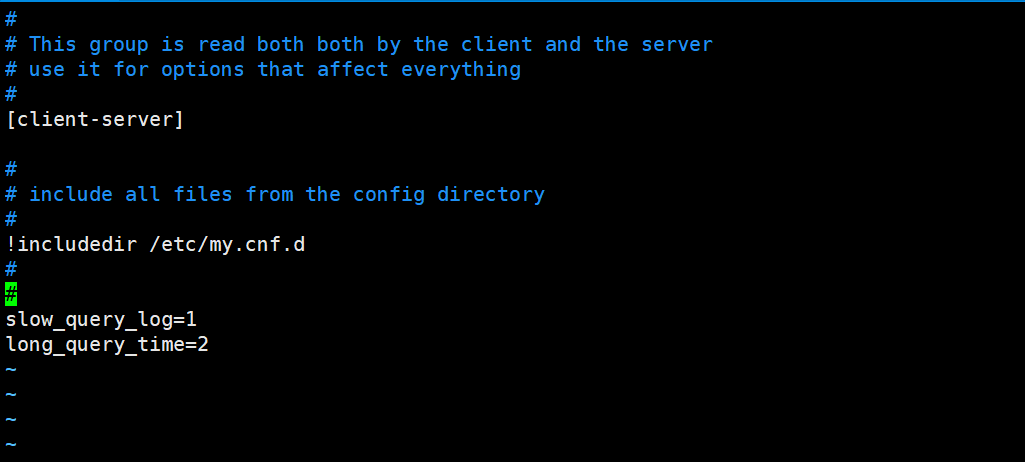 #
# This group is read both both by the client and the server
# use it for options that affect everything
#
[client-server]
#
# include all files from the config directory
#
!includedir /etc/my.cnf.d
#
#
slow_query_log=1
long_query_time=2
~
~
~
~